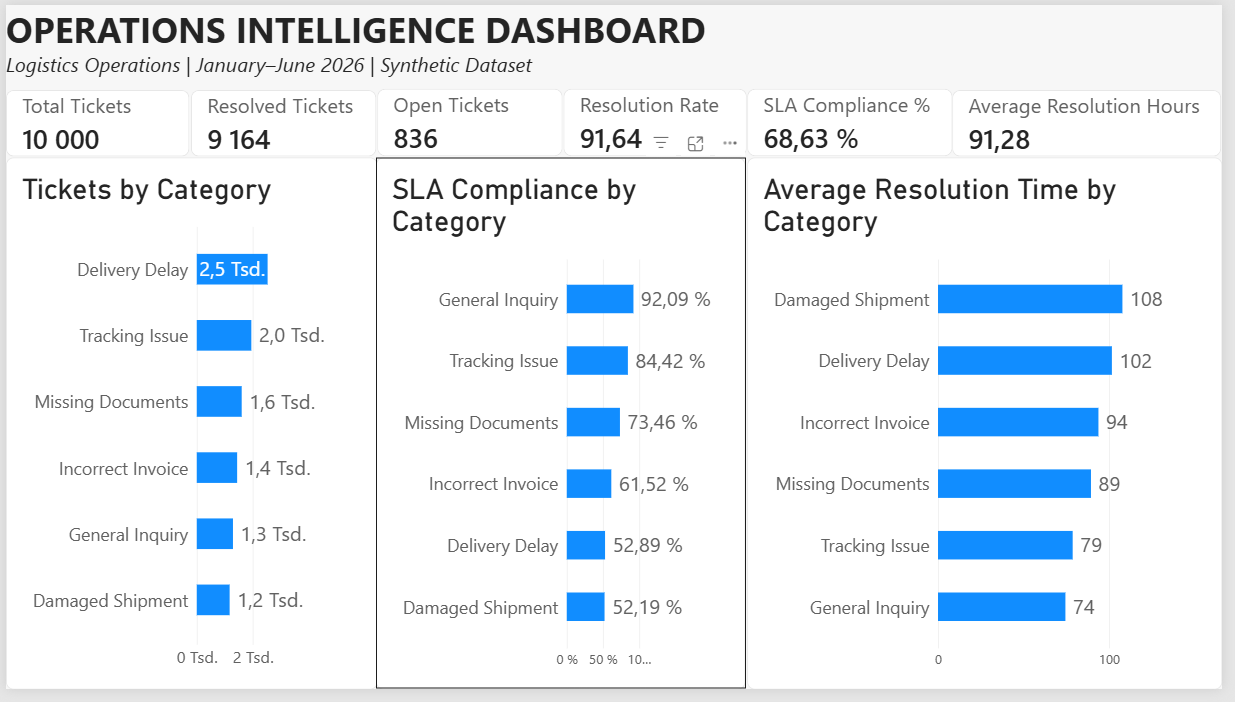 OPERATIONS INTELLIGENCE DASHBOARD
Logistics Operations | January–June 2026 | Synthetic Dataset
Total Tickets
10 000
Resolved Tickets
9 164
Open Tickets
836
Resolution Rate
91,64
SLA Compliance %
68,63 %
Average Resolution Hours
91,28
Tickets by Category
Delivery Delay 2,5 Tsd.
Tracking Issue 2,0 Tsd.
Missing Documents 1,6 Tsd.
Incorrect Invoice 1,4 Tsd.
General Inquiry 1,3 Tsd.
Damaged Shipment 1,2 Tsd.
0 Tsd. 2 Tsd.
SLA Compliance by
Category
General Inquiry 92,09 %
Tracking Issue 84,42 %
Missing Documents 73,46 %
Incorrect Invoice 61,52 %
Delivery Delay 52,89 %
Damaged Shipment 52,19 %
0 % 50 % 10...
Average Resolution Time by
Category
Damaged Shipment 108
Delivery Delay 102
Incorrect Invoice 94
Missing Documents 89
Tracking Issue 79
General Inquiry 74
0 100